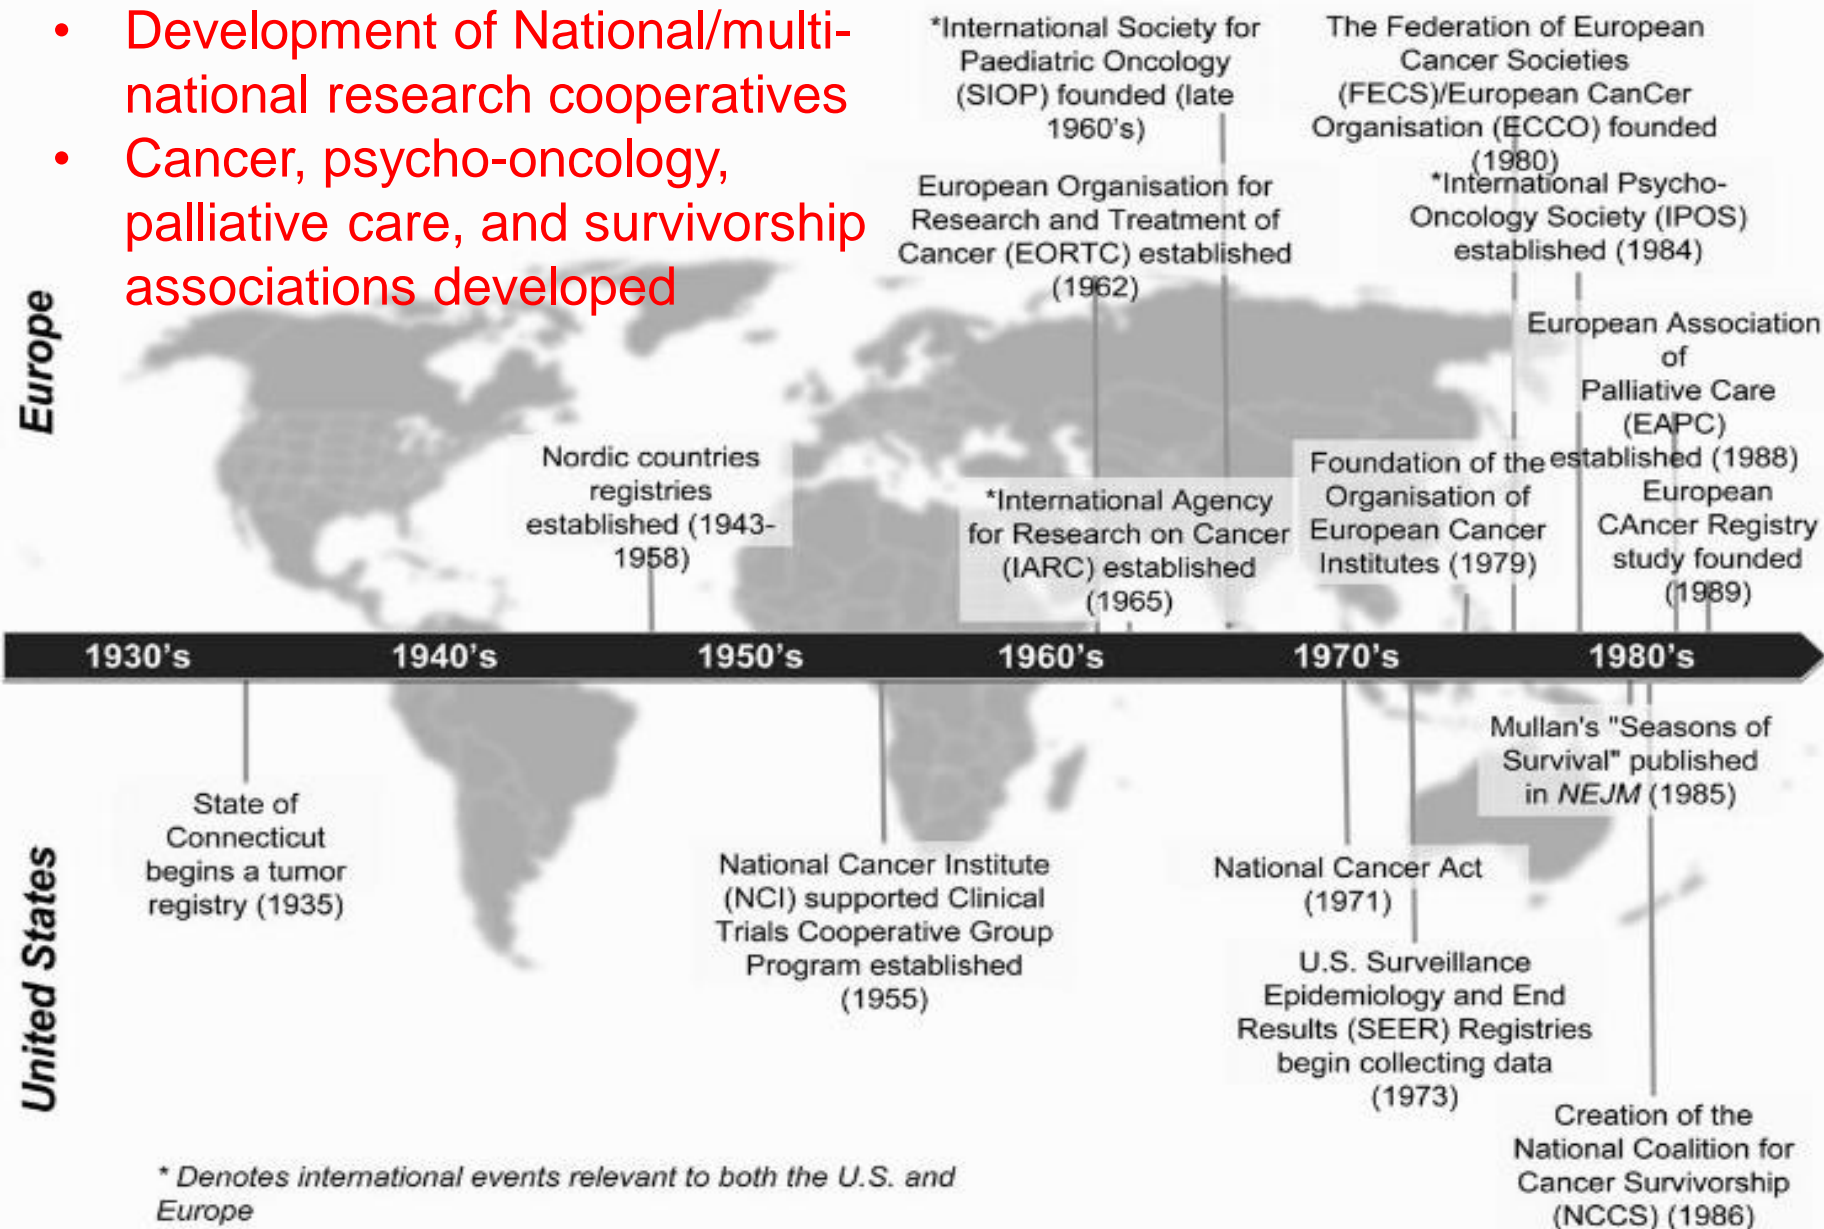 • Development of National/multi-
national research cooperatives
• Cancer, psycho-oncology,
palliative care, and survivorship
associations developed
*International Society for
Paediatric Oncology
(SIOP) founded (late
1960's)
The Federation of European
Cancer Societies
(FECS)/European CanCer
Organisation (ECCO) founded
(1980)
European Organisation for
Research and Treatment of
Cancer (EORTC) established
(1962)
*International Psycho-
Oncology Society (IPOS)
established (1984)
Europe
European Association
of
Palliative Care
(EAPC)
established (1988)
Nordic countries
registries
established (1943-
1958)
*International Agency
for Research on Cancer
(IARC) established
(1965)
Foundation of the
Organisation of
European Cancer
Institutes (1979)
European
CAncer Registry
study founded
(1989)
1930's 1940's 1950's 1960's 1970's 1980's
United States
State of
Connecticut
begins a tumor
registry (1935)
National Cancer Institute
(NCI) supported Clinical
Trials Cooperative Group
Program established
(1955)
National Cancer Act
(1971)
U.S. Surveillance
Epidemiology and End
Results (SEER) Registries
begin collecting data
(1973)
Mullan's "Seasons of
Survival" published
in NEJM (1985)
Creation of the
National Coalition for
Cancer Survivorship
(NCCS) (1986)
* Denotes international events relevant to both the U.S. and
Europe